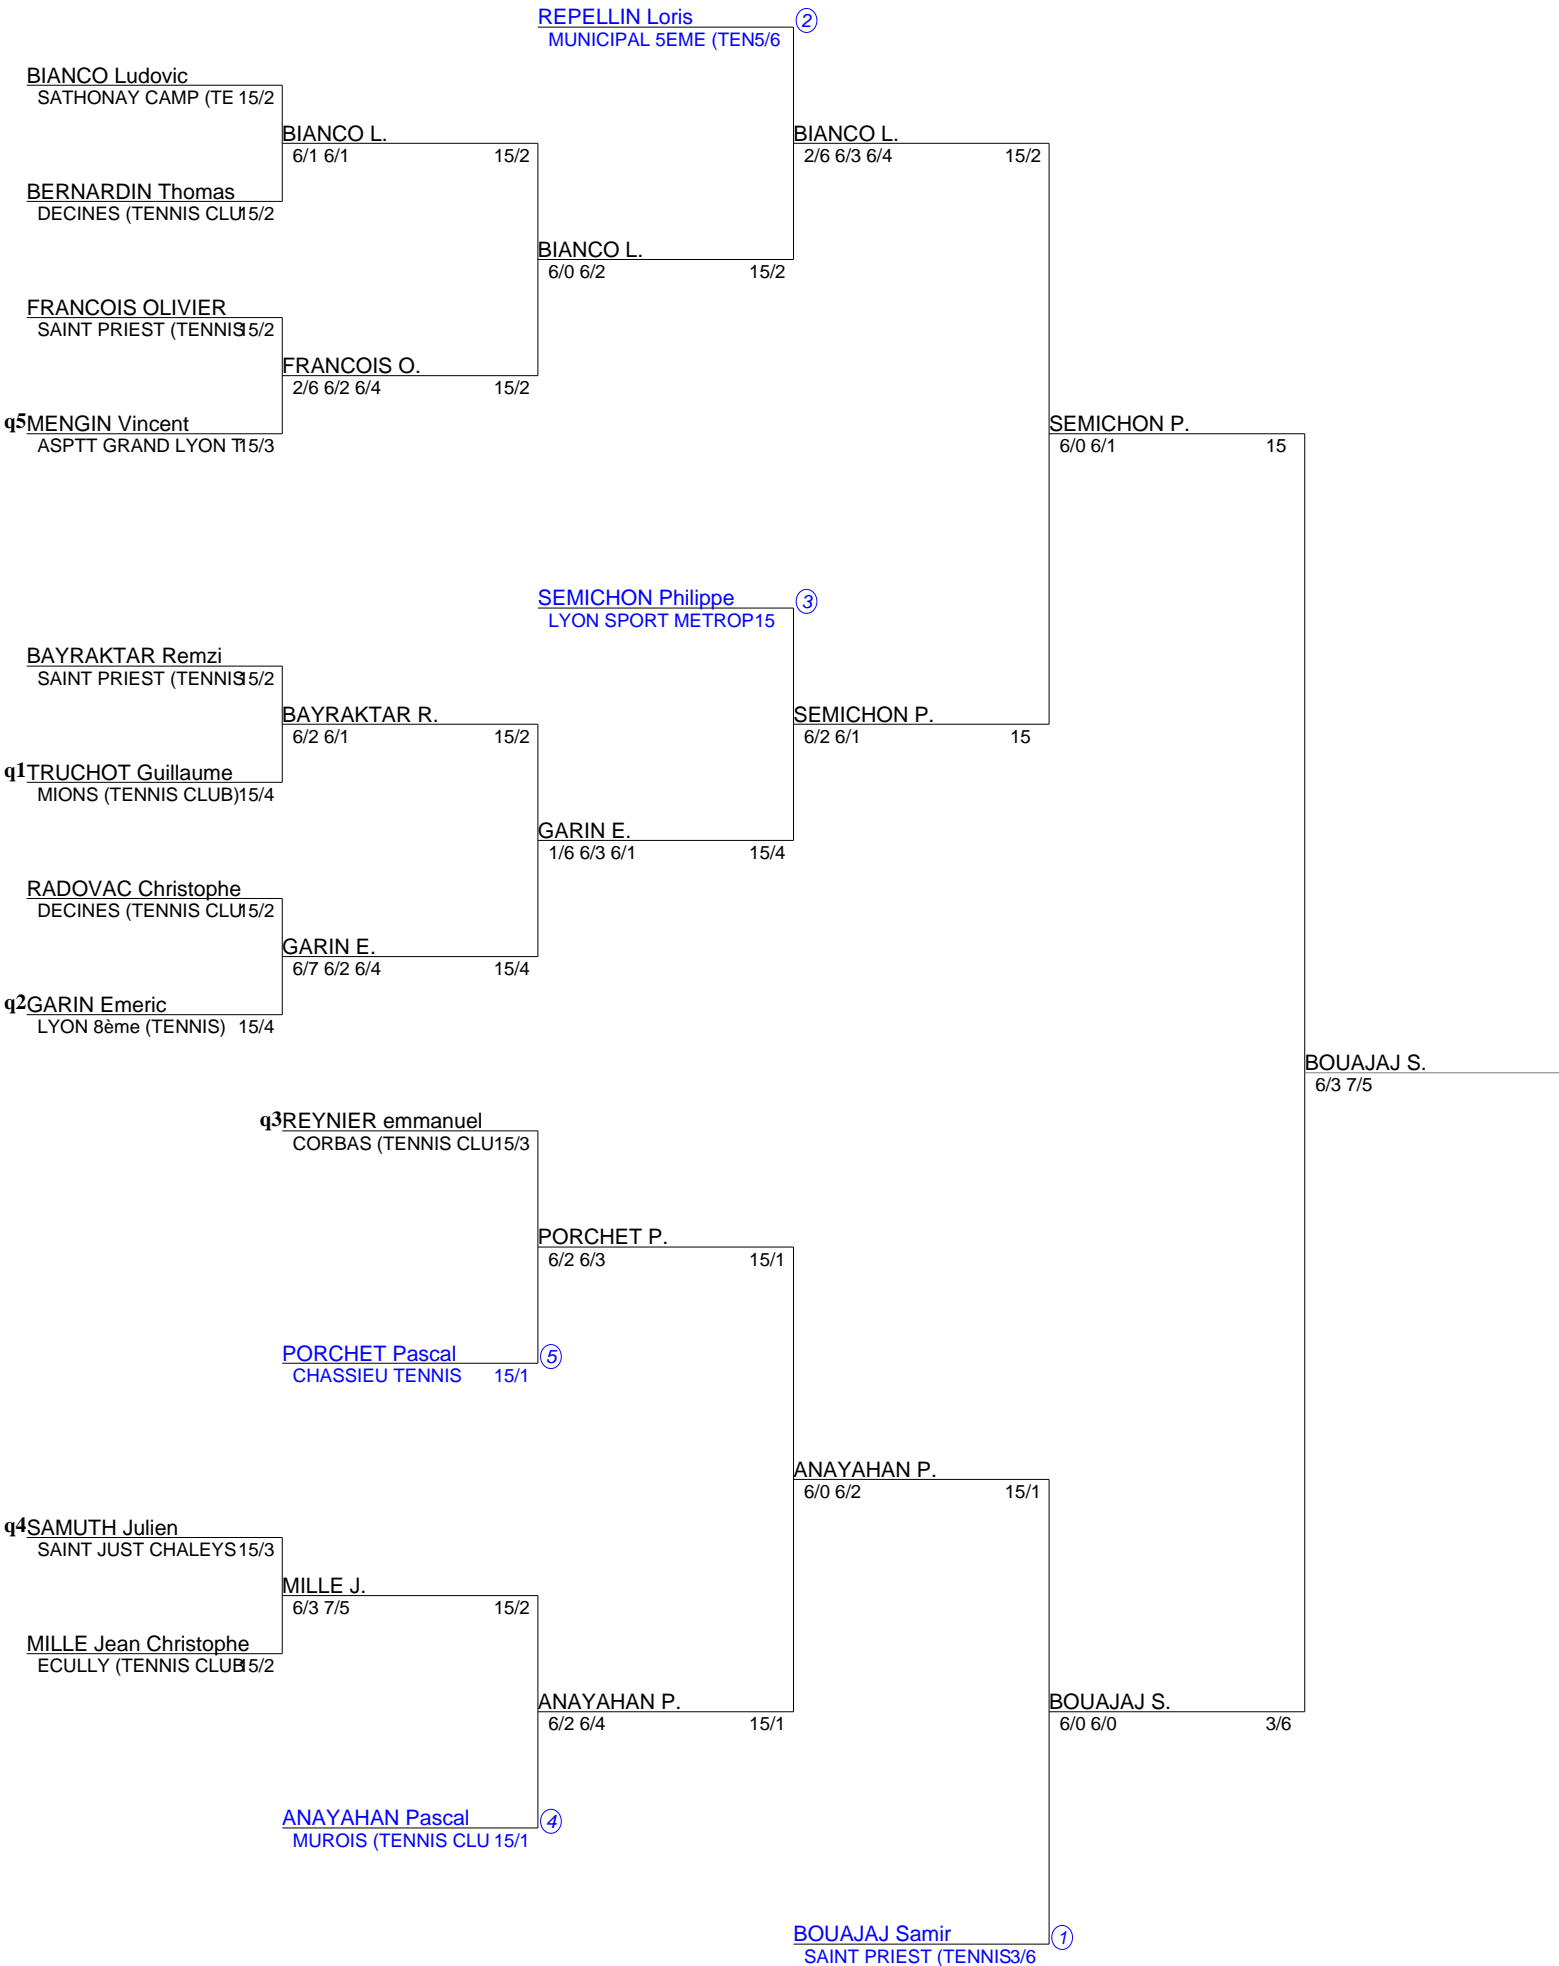 REPELLIN Loris 2
MUNICIPAL 5EME (TEN5/6
BIANCO Ludovic
SATHONAY CAMP (TE 15/2
BIANCO L.
6/1 6/1 15/2
BIANCO L.
2/6 6/3 6/4 15/2
BERNARDIN Thomas
DECINES (TENNIS CLU15/2
BIANCO L.
6/0 6/2 15/2
FRANCOIS OLIVIER
SAINT PRIEST (TENNIS15/2
FRANCOIS O.
2/6 6/2 6/4 15/2
q5 MENGIN Vincent
ASPTT GRAND LYON T15/3
SEMICHON P.
6/0 6/1 15
SEMICHON Philippe 3
LYON SPORT METROP15
BAYRAKTAR Remzi
SAINT PRIEST (TENNIS15/2
BAYRAKTAR R.
6/2 6/1 15/2
SEMICHON P.
6/2 6/1 15
q1 TRUCHOT Guillaume
MIONS (TENNIS CLUB)15/4
GARIN E.
1/6 6/3 6/1 15/4
RADOVAC Christophe
DECINES (TENNIS CLU15/2
GARIN E.
6/7 6/2 6/4 15/4
q2 GARIN Emeric
LYON 8ème (TENNIS) 15/4
BOUAJAJ S.
6/3 7/5
q3 REYNIER emmanuel
CORBAS (TENNIS CLU15/3
PORCHET P.
6/2 6/3 15/1
PORCHET Pascal 5
CHASSIEU TENNIS 15/1
ANAYAHAN P.
6/0 6/2 15/1
q4 SAMUTH Julien
SAINT JUST CHALEYS15/3
MILLE J.
6/3 7/5 15/2
MILLE Jean Christophe
ECULLY (TENNIS CLUB15/2
ANAYAHAN P.
6/2 6/4 15/1
BOUAJAJ S.
6/0 6/0 3/6
ANAYAHAN Pascal 4
MUROIS (TENNIS CLU 15/1
BOUAJAJ Samir 1
SAINT PRIEST (TENNIS3/6